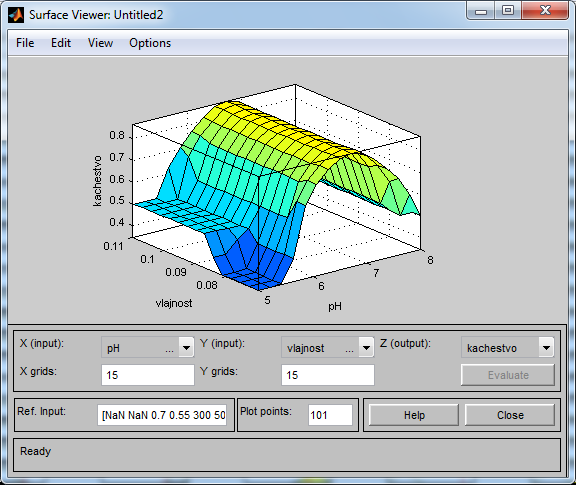 Surface Viewer: Untitled2
File Edit View Options
0.8
0.7
0.6
0.5
0.4
kachestvo
0.11
0.1
0.09
0.08
vlajnost
5
6
7
8
pH
X (input): pH ... Y (input): vlajnost ... Z (output): kachestvo
X grids: 15 Y grids: 15 Evaluate
Ref. Input: [NaN NaN 0.7 0.55 300 50 Plot points: 101 Help Close
Ready